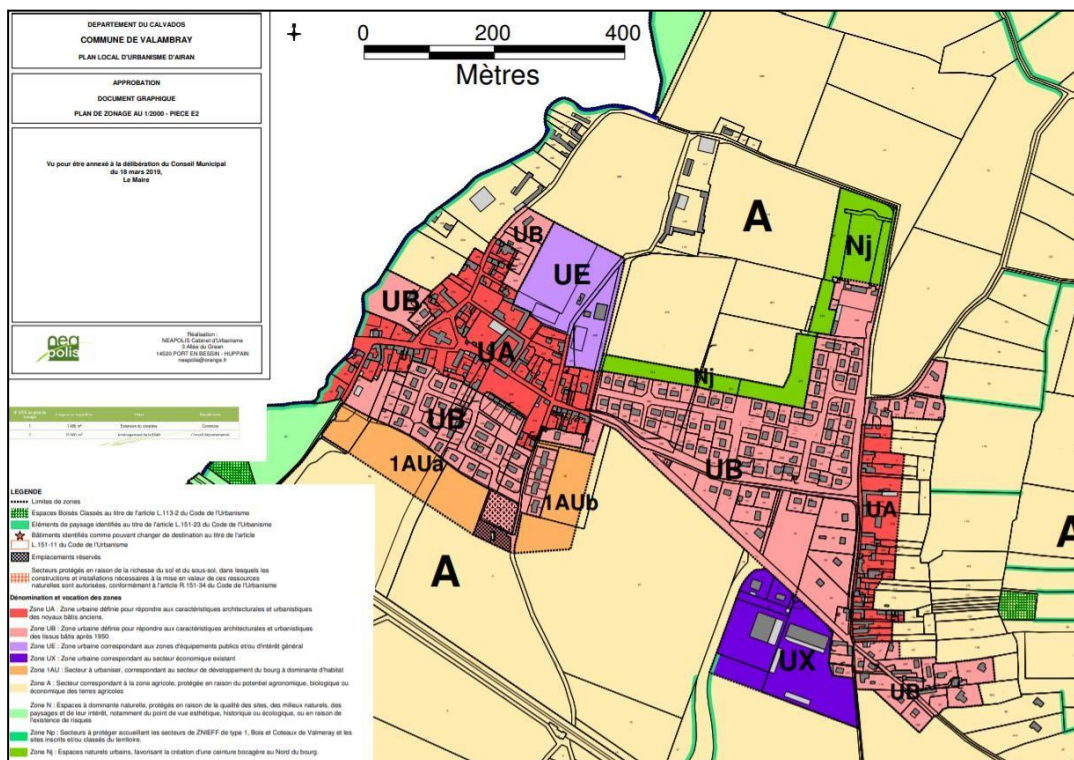 DEPARTEMENT DU CALVADOS
COMMUNE DE VALAMBRAY
PLAN LOCAL D'URBANISME D'AIRAN
APPROBATION
DOCUMENT GRAPHIQUE
PLAN DE ZONAGE AU 1/2000 - PIECE E2
Vu pour être annexé à la délibération du Conseil Municipal
du 18 mars 2019,
Le Maire
neapolis
Réalisation :
NEAPOLIS Cabinet d'Urbanisme
3 Allée du Green
14520 PORT EN BESSIN - HUPPAIN
neapolis@orange.fr
0 200 400
Mètres
A
Nj
UB
UE
UB
UA
Nj
UB
1AUa
1AUb
UB
UA
A
A
UX
UB
Extension du cimetière Commune
LEGENDE
Limites de zones
Espaces Boisés Classés au titre de l'article L.113-2 du Code de l'Urbanisme
Eléments de paysage identifiés au titre de l'article L.151-23 du Code de l'Urbanisme
Bâtiments identifiés comme pouvant changer de destination au titre de l'article
L.151-11 du Code de l'Urbanisme
Emplacements réservés
Secteurs protégés en raison de la richesse du sol et du sous-sol, dans lesquels les
constructions et installations nécessaires à la mise en valeur de ces ressources
naturelles sont autorisées, conformément à l'article R.151-34 du Code de l'Urbanisme
Dénomination et vocation des zones
Zone UA : Zone urbaine définie pour répondre aux caractéristiques architecturales et urbanistiques
des noyaux bâtis anciens.
Zone UB : Zone urbaine définie pour répondre aux caractéristiques architecturales et urbanistiques
des tissus bâtis après 1950.
Zone UE : Zone urbaine correspondant aux zones d'équipements publics et/ou d'intérêt général
Zone UX : Zone urbaine correspondant au secteur économique existant
Zone 1AU : Secteur à urbaniser, correspondant au secteur de développement du bourg à dominante d'habitat
Zone A : Secteur correspondant à la zone agricole, protégée en raison du potentiel agronomique, biologique ou
économique des terres agricoles
Zone N : Espaces à dominante naturelle, protégés en raison de la qualité des sites, des milieux naturels, des
paysages et de leur intérêt, notamment du point de vue esthétique, historique ou écologique, ou en raison de
l'existence de risques
Zone Np : Secteurs à protéger accueillant les secteurs de ZNIEFF de type 1, Bois et Coteaux de Valmeray et les
sites inscrits et/ou classés du territoire.
Zone Nj : Espaces naturels urbains, favorisant la création d'une ceinture bocagère au Nord du bourg.